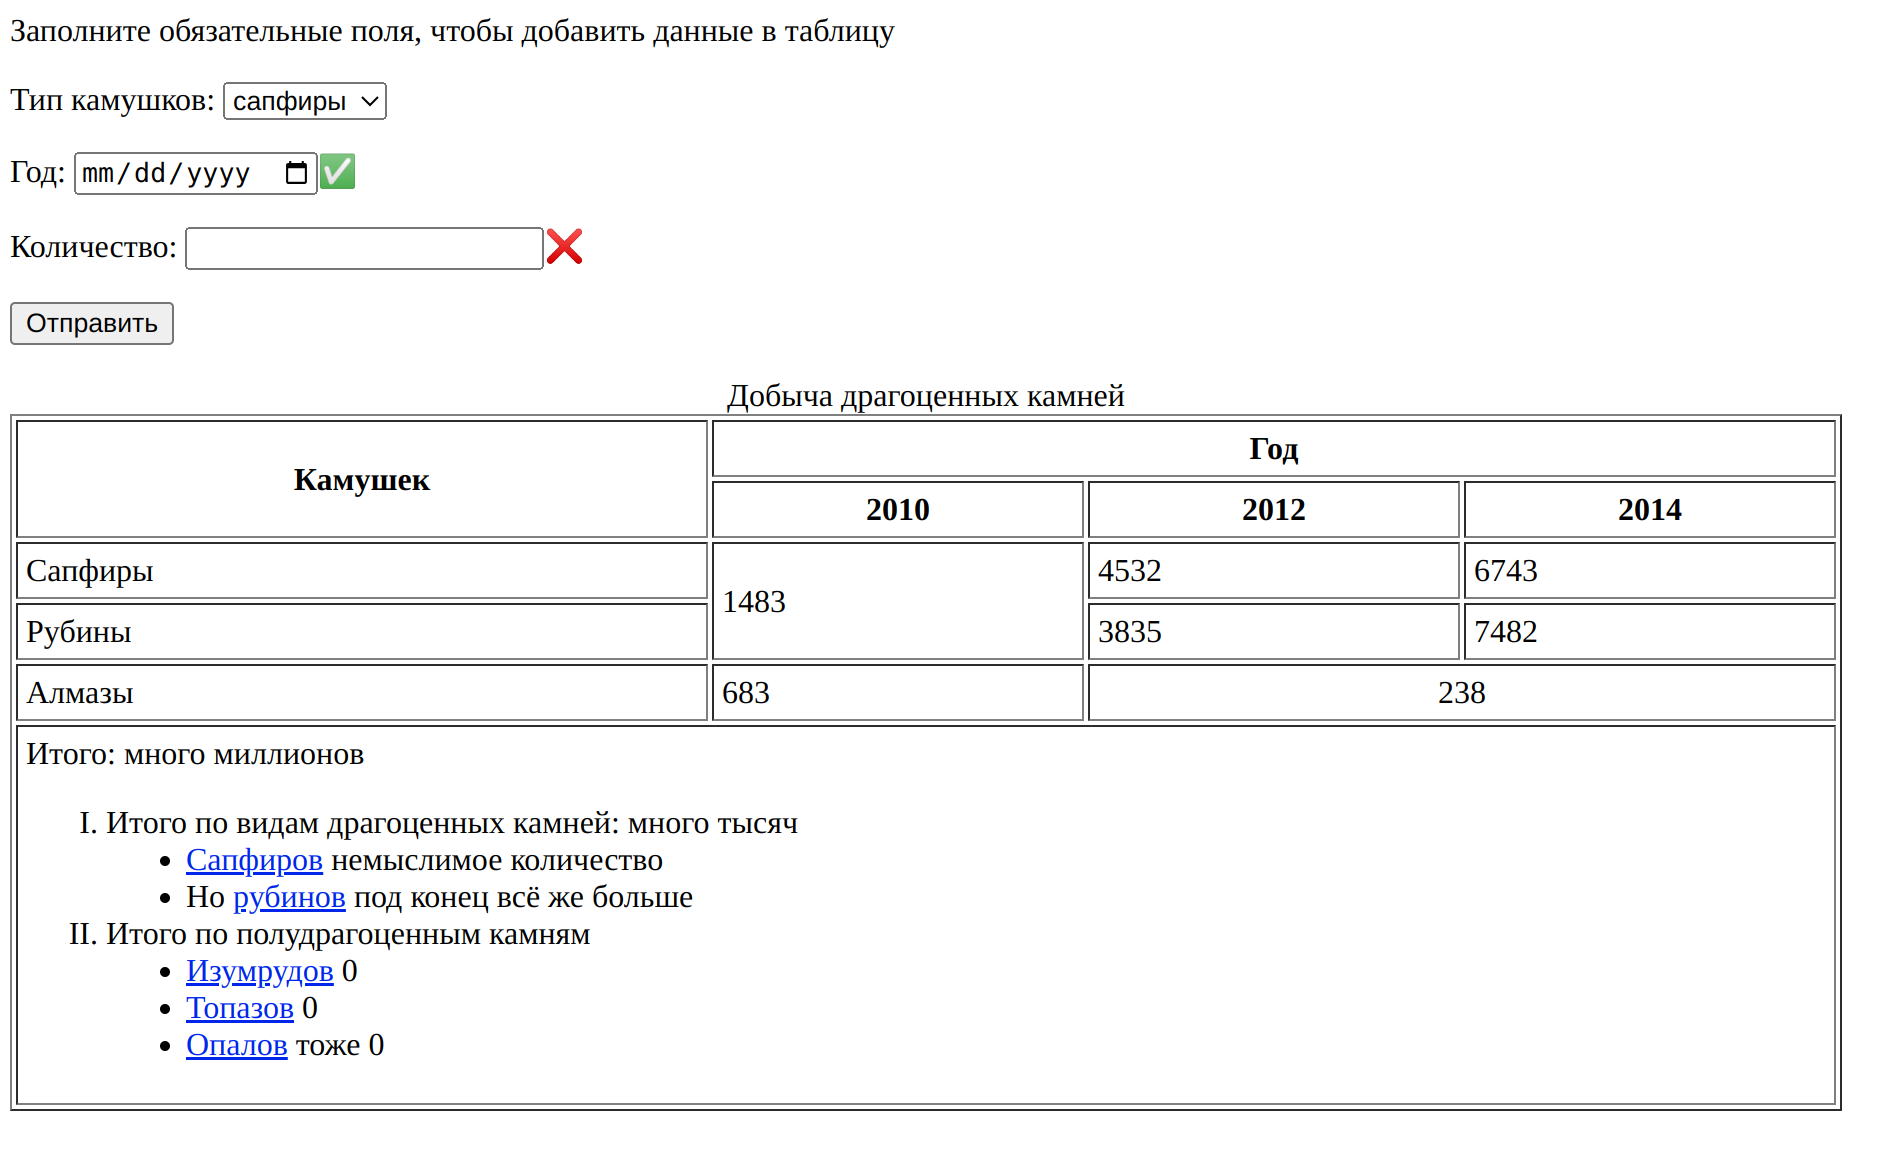 Заполните обязательные поля, чтобы добавить данные в таблицу
Тип камушков: сапфиры
Год: mm/dd/yyyy
Количество:
Отправить
Добыча драгоценных камней
Камушек
Год
2010 2012 2014
Сапфиры 1483 4532 6743
Рубины 3835 7482
Алмазы 683 238
Итого: много миллионов
I. Итого по видам драгоценных камней: много тысяч
• Сапфиров немыслимое количество
• Но рубинов под конец всё же больше
II. Итого по полудрагоценным камням
• Изумрудов 0
• Топазов 0
• Опалов тоже 0